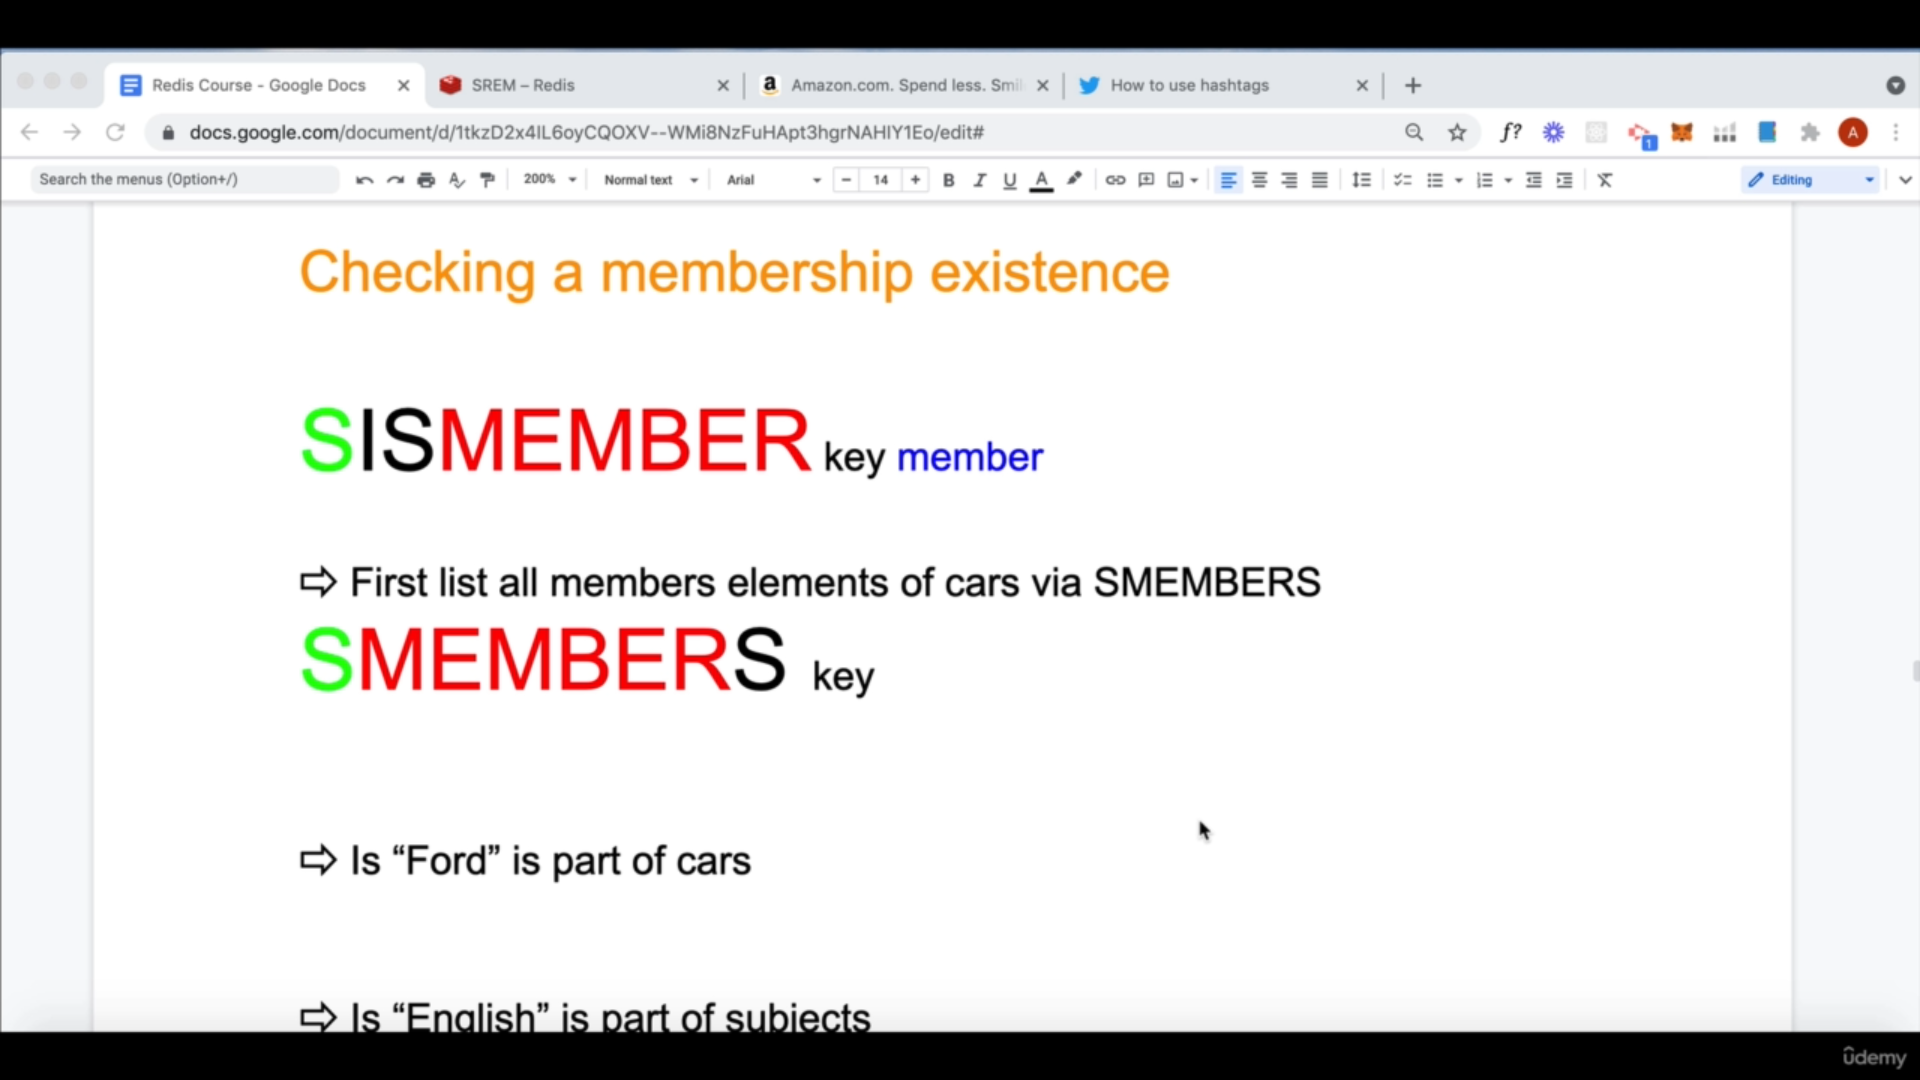 Redis Course - Google Docs
SREM – Redis
Amazon.com. Spend less. Smil
How to use hashtags
docs.google.com/document/d/1tkzD2x4IL6oyCQOXV--WMi8NzFuHApt3hgrNAHIY1Eo/edit#
f?
1
A
Search the menus (Option+/)
200%
Normal text
Arial
14
B I U A
Editing
Checking a membership existence
SISMEMBER key member
⇨ First list all members elements of cars via SMEMBERS
SMEMBERS key
⇨ Is “Ford” is part of cars
⇨ Is “English” is part of subjects
ûdemy